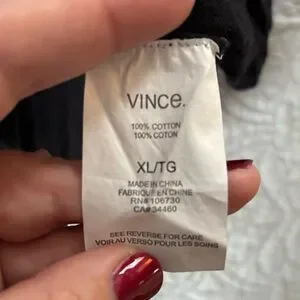 VINCE.
100% COTTON
100% COTON
XL/TG
MADE IN CHINA
FABRIQUÉ EN CHINE
RN# 106730
CA# 34460
SEE REVERSE FOR CARE
VOIR AU VERSO POUR LES SOINS